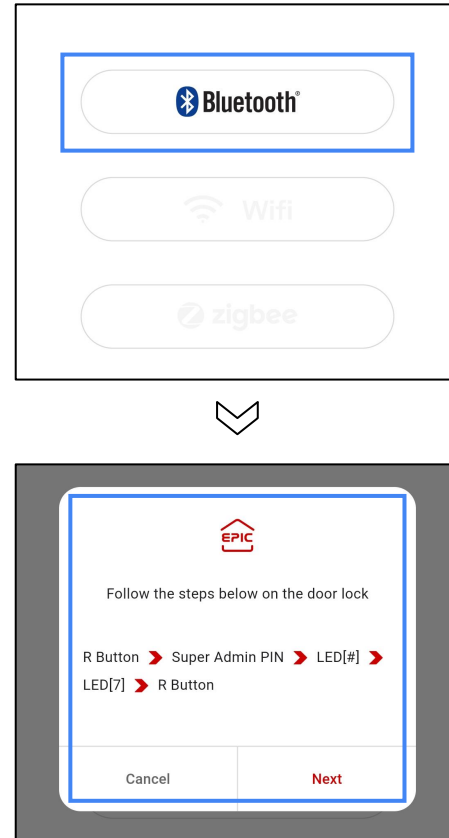 Bluetooth®
Wifi
zigbee
EPIC
Follow the steps below on the door lock
R Button > Super Admin PIN > LED[#] >
LED[7] > R Button
Cancel Next